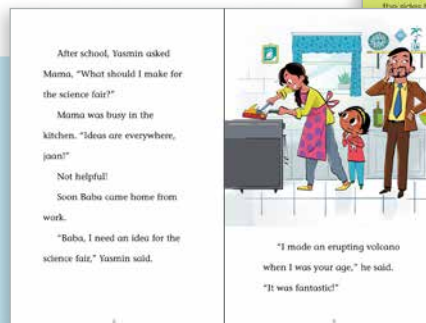 After school, Yasmin asked
Mama, "What should I make for
the science fair?"
Mama was busy in the
kitchen. "Ideas are everywhere,
jaan!"
Not helpful!
Soon Baba came home from
work.
"Baba, I need an idea for the
science fair," Yasmin said.
"I made an erupting volcano
when I was your age," he said.
"It was fantastic!"